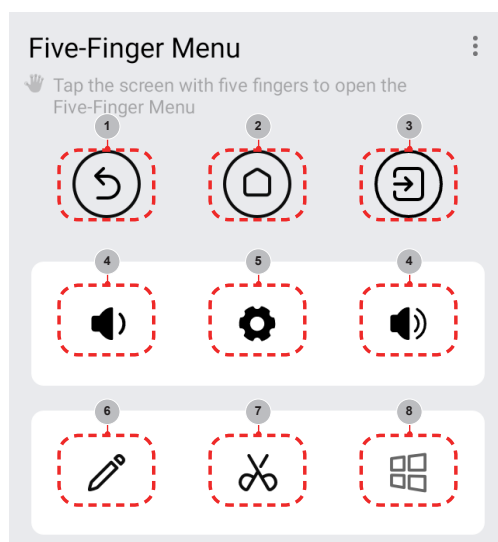 Five-Finger Menu
Tap the screen with five fingers to open the
Five-Finger Menu
1 2 3
4 5 4
6 7 8